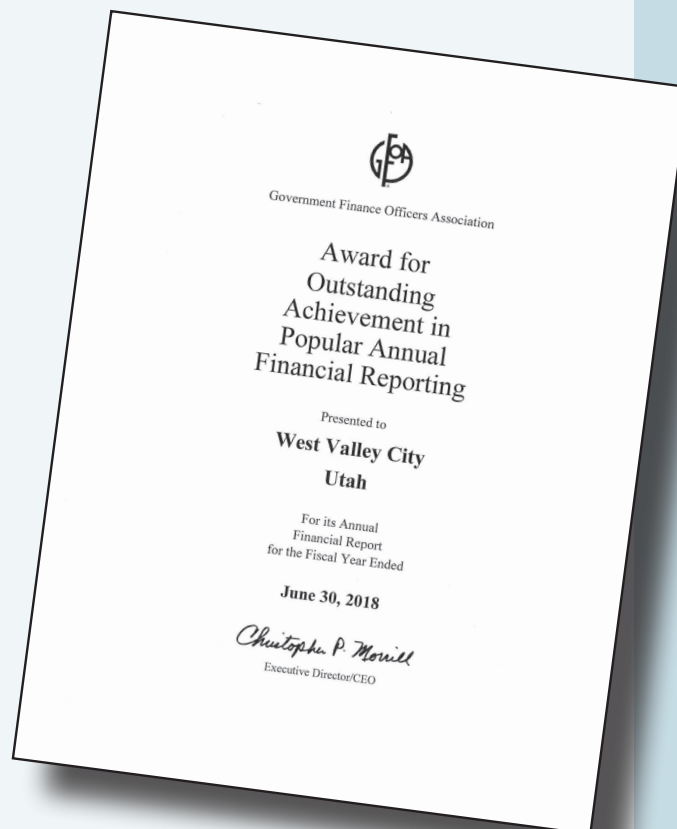 GFOA
Government Finance Officers Association
Award for
Outstanding
Achievement in
Popular Annual
Financial Reporting
Presented to
West Valley City
Utah
For its Annual
Financial Report
for the Fiscal Year Ended
June 30, 2018
Christopher P. Morrill
Executive Director/CEO